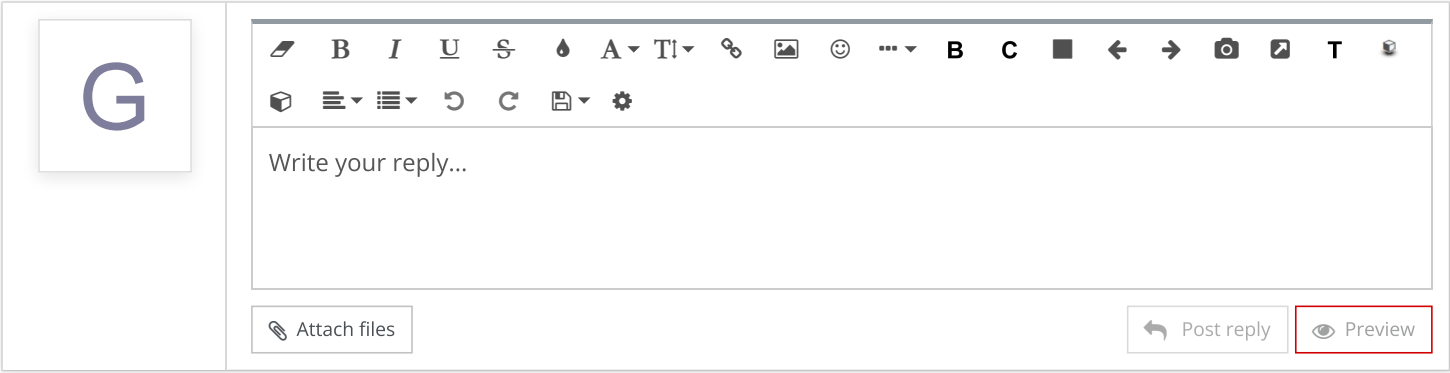 G
B I U S A T B C T
Write your reply...
Attach files Post reply Preview